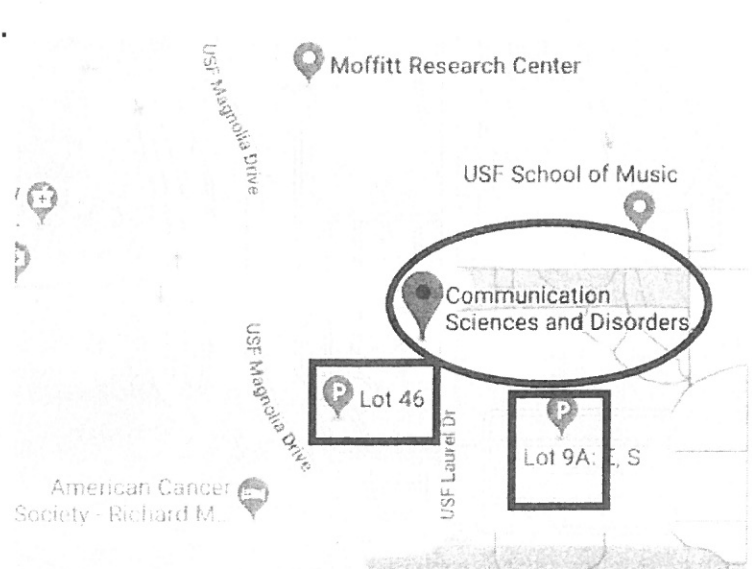 USF Magnolia Drive
Moffitt Research Center
USF School of Music
Communication
Sciences and Disorders
USF Magnolia Drive
P
Lot 46
USF Laurel Dr
P
Lot 9A: E, S
American Cancer
Society - Richard M...